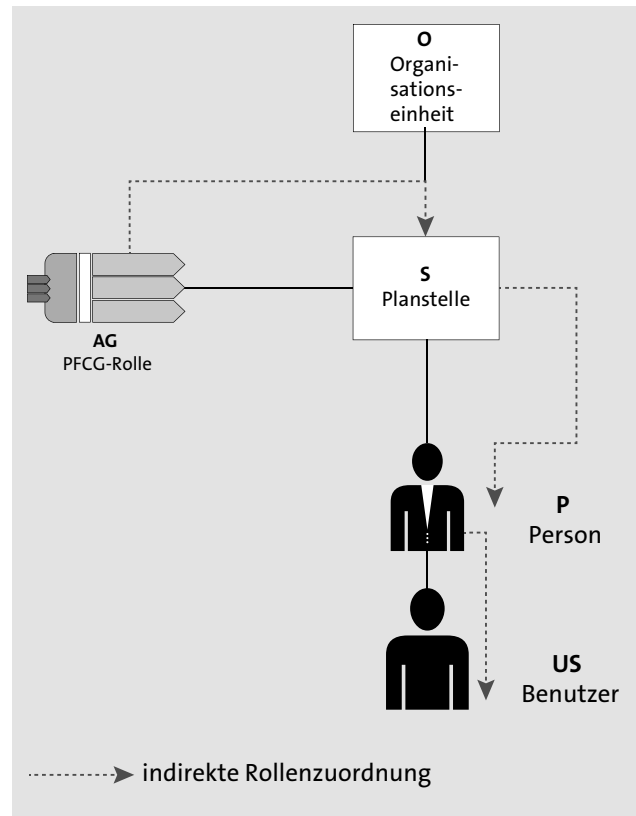 O
Organi-
sations-
einheit
S
Planstelle
AG
PFCG-Rolle
P
Person
US
Benutzer
indirekte Rollenzuordnung